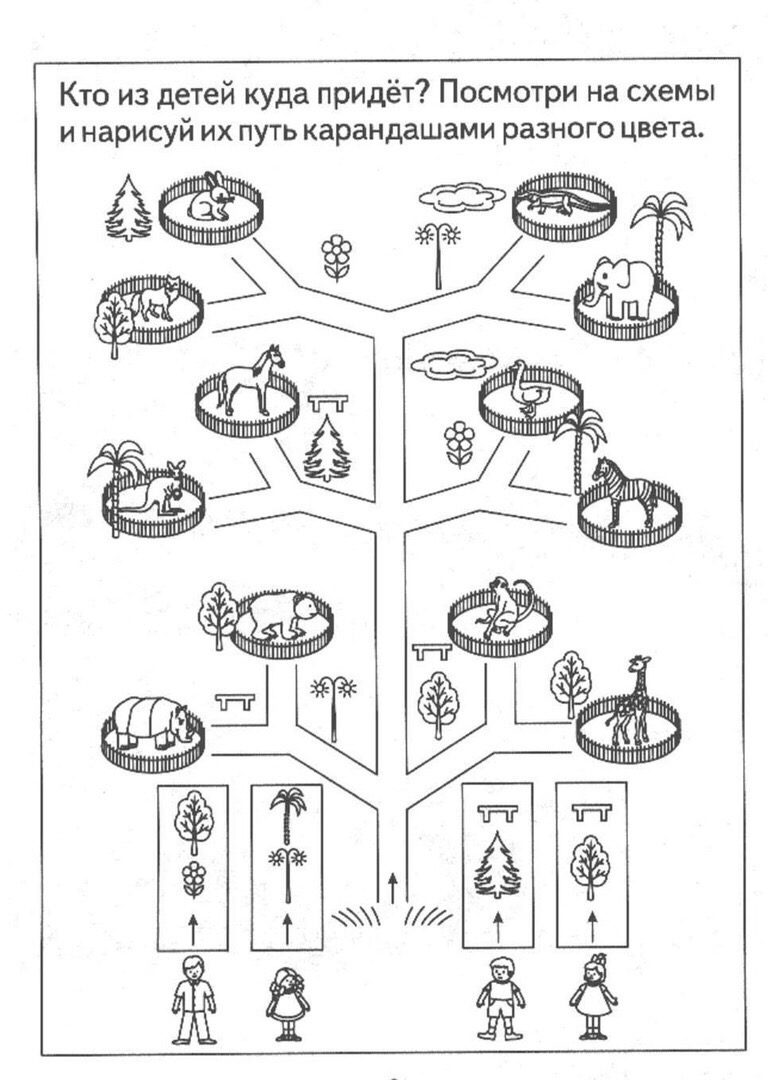 Кто из детей куда придёт? Посмотри на схемы
и нарисуй их путь карандашами разного цвета.